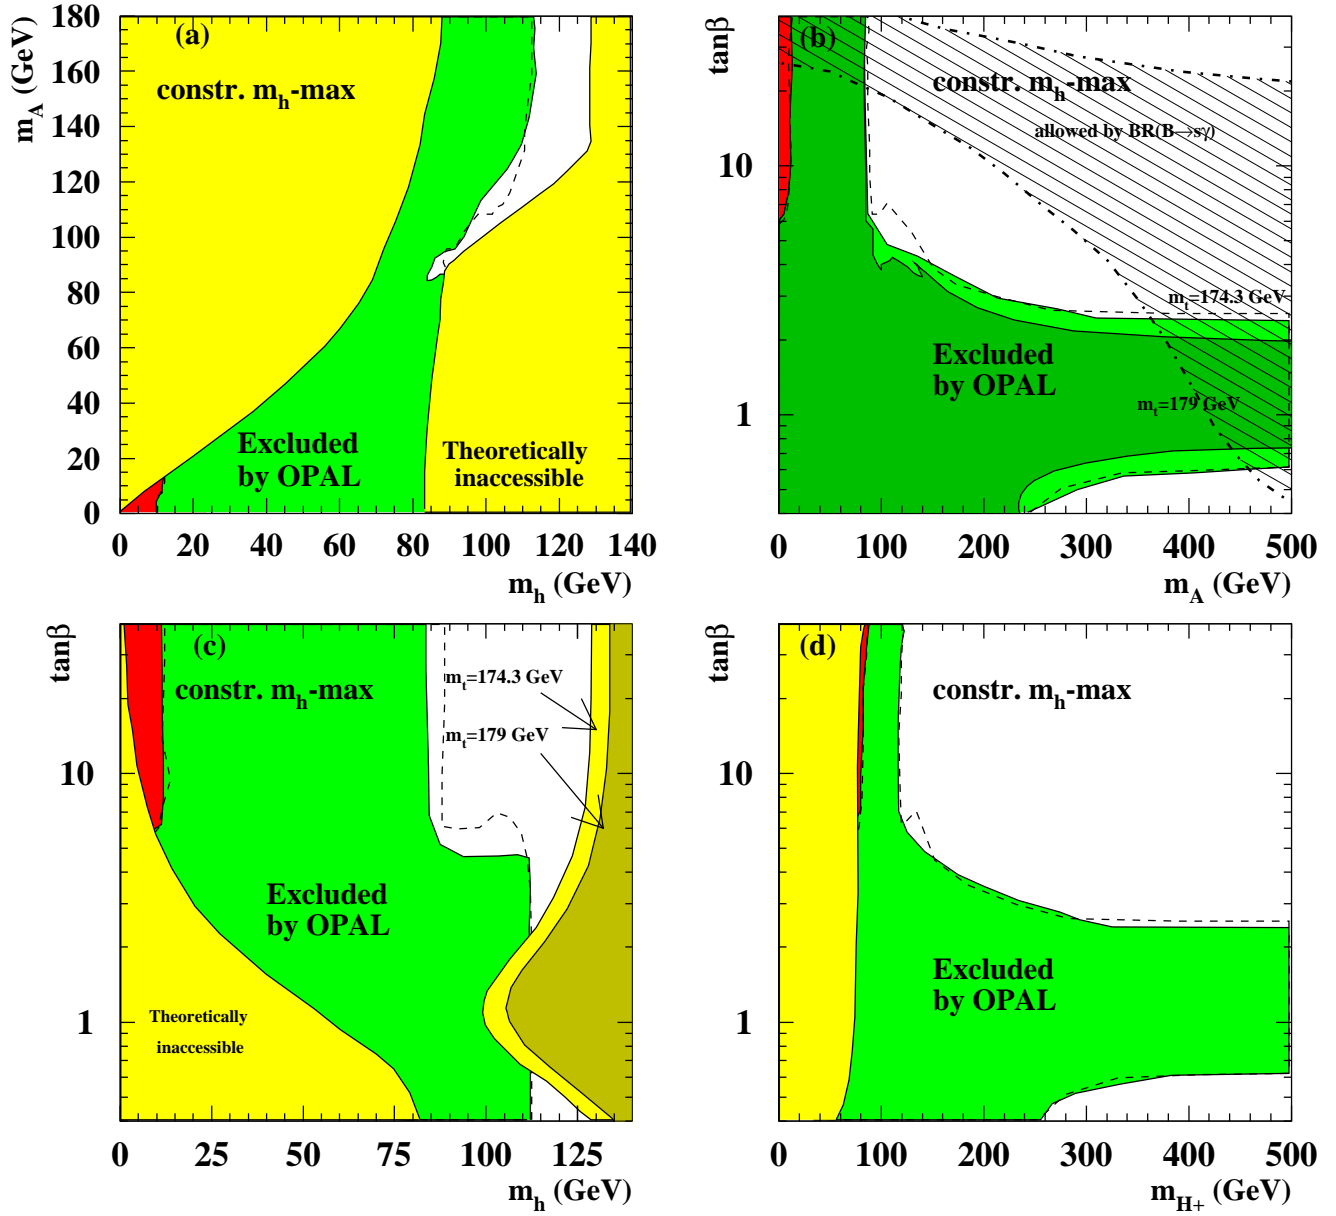 (a)
constr. m_h-max
m_A (GeV)
180
160
140
120
100
80
60
40
20
0
Excluded
by OPAL
Theoretically
inaccessible
0 20 40 60 80 100 120 140
m_h (GeV)
(b)
tanβ
constr. m_h-max
allowed by BR(B→sγ)
10
m_t=174.3 GeV
Excluded
by OPAL
m_t=179 GeV
1
0 100 200 300 400 500
m_A (GeV)
(c)
tanβ
m_t=174.3 GeV
constr. m_h-max
m_t=179 GeV
10
Excluded
by OPAL
1
Theoretically
inaccessible
0 25 50 75 100 125
m_h (GeV)
(d)
tanβ
constr. m_h-max
10
Excluded
by OPAL
1
0 100 200 300 400 500
m_H+ (GeV)